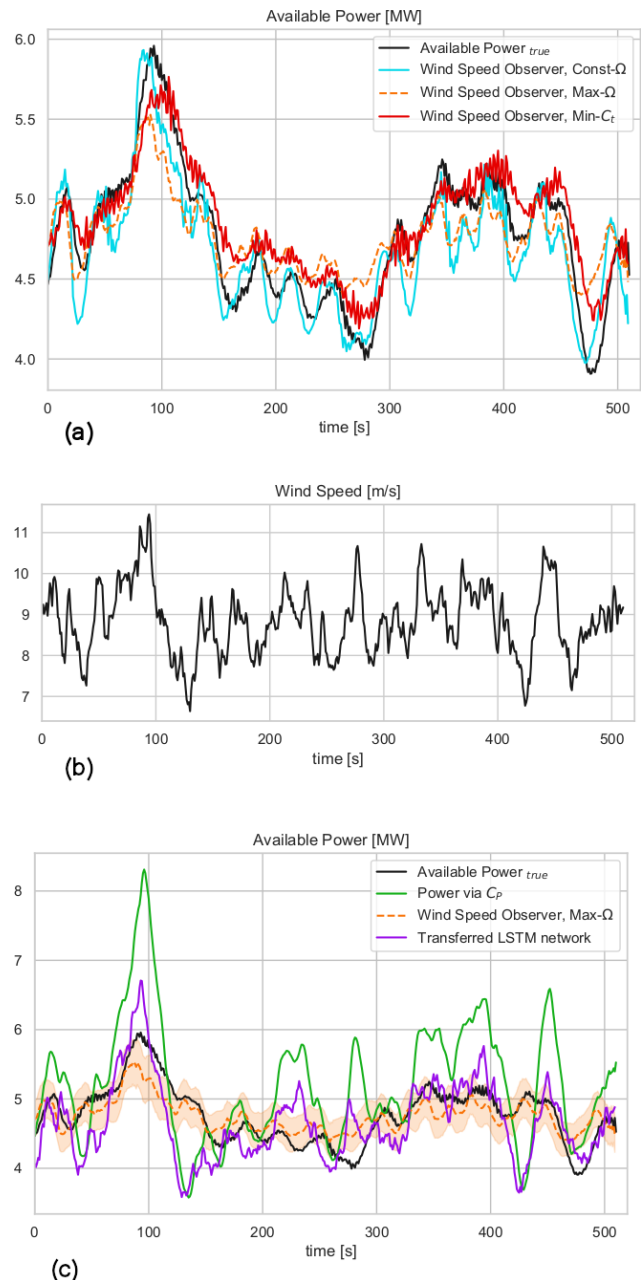 Available Power [MW]
6.0
5.5
5.0
4.5
4.0
Available Power true
Wind Speed Observer, Const-Ω
Wind Speed Observer, Max-Ω
Wind Speed Observer, Min-Ct
0 100 200 300 400 500
time [s]
(a)
Wind Speed [m/s]
11
10
9
8
7
0 100 200 300 400 500
time [s]
(b)
Available Power [MW]
8
7
6
5
4
Available Power true
Power via CP
Wind Speed Observer, Max-Ω
Transferred LSTM network
0 100 200 300 400 500
time [s]
(c)